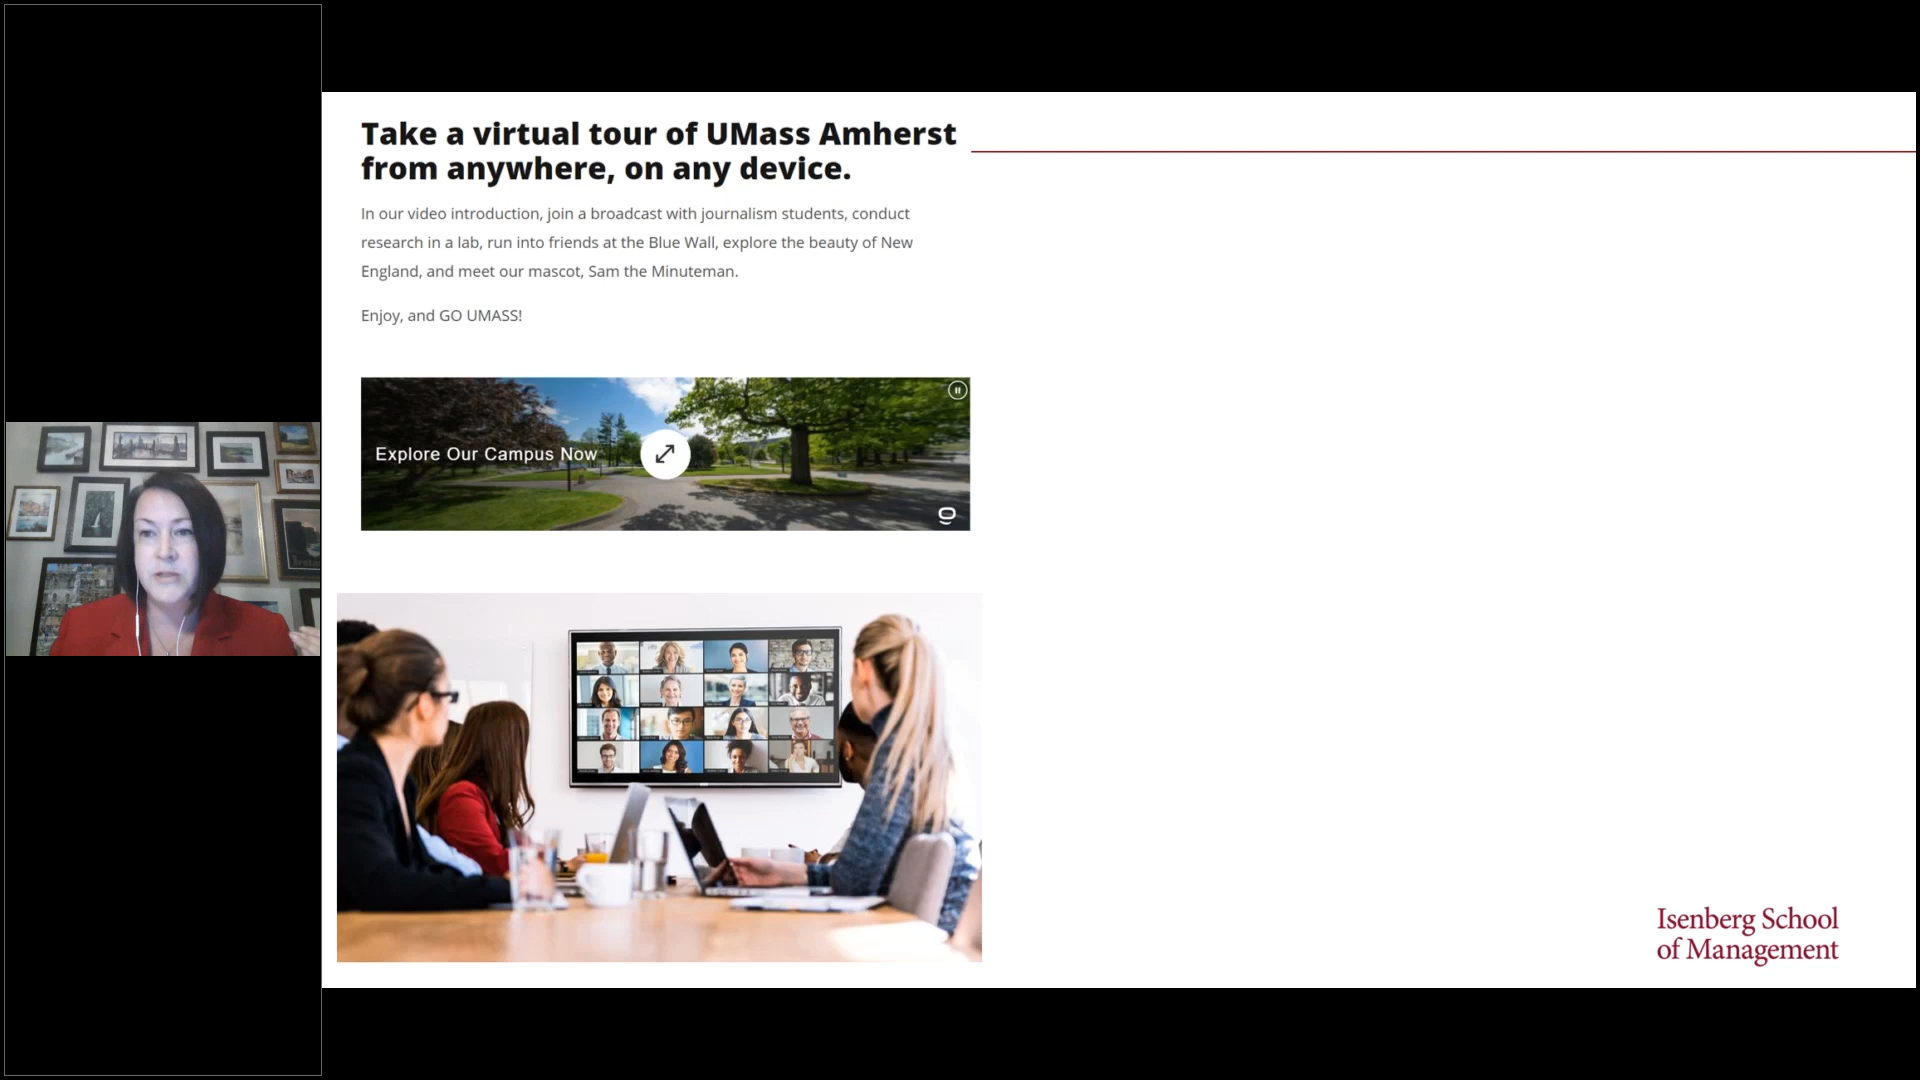 Take a virtual tour of UMass Amherst
from anywhere, on any device.
In our video introduction, join a broadcast with journalism students, conduct
research in a lab, run into friends at the Blue Wall, explore the beauty of New
England, and meet our mascot, Sam the Minuteman.
Enjoy, and GO UMASS!
Explore Our Campus Now
Isenberg School
of Management